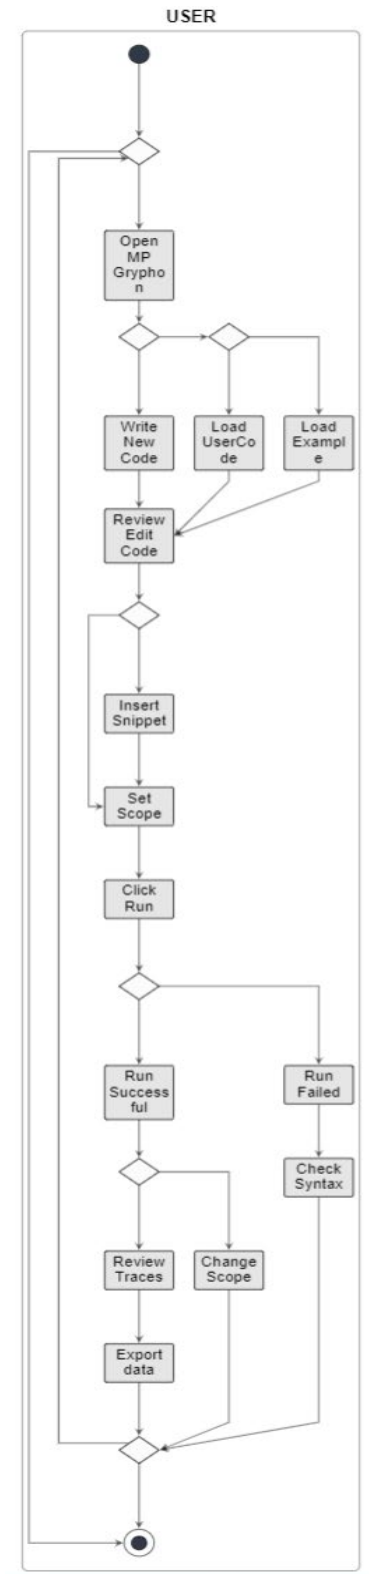 USER
Open
MP
Grypho
n
Write
New
Code
Load
UserCo
de
Load
Exampl
e
Review
Edit
Code
Insert
Snippet
Set
Scope
Click
Run
Run
Success
ful
Run
Failed
Check
Syntax
Review
Traces
Change
Scope
Export
data